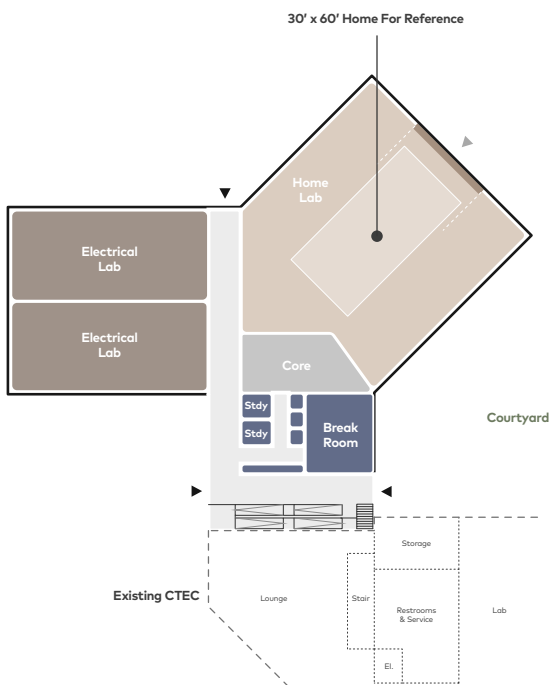 30' x 60' Home For Reference
Home
Lab
Electrical
Lab
Electrical
Lab
Core
Stdy
Stdy
Break
Room
Courtyard
Storage
Existing CTEC
Lounge
Stair
Restrooms
& Service
Lab
El.